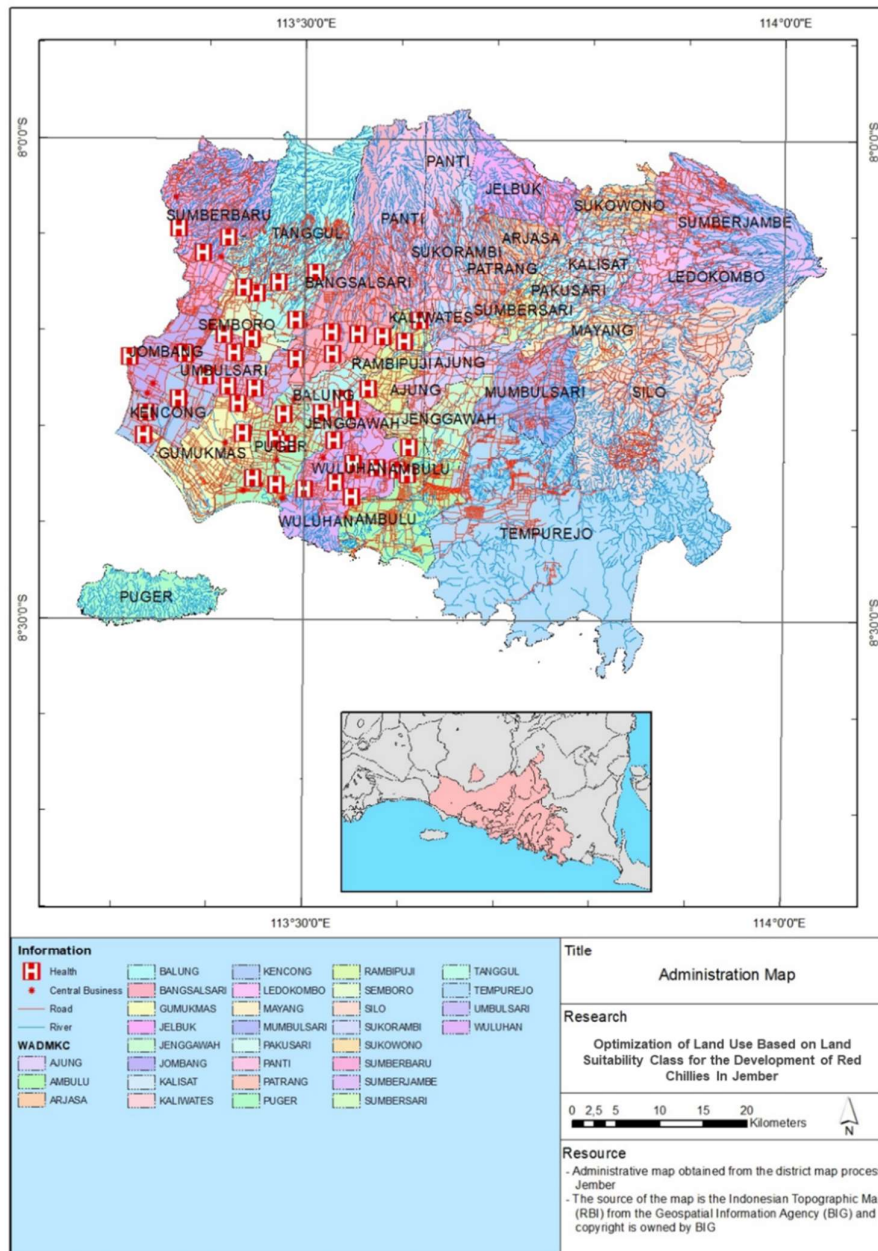 113°30'0"E
114°0'0"E
8°0'0"S
8°0'0"S
PANTI
JELBUK
SUKOWONO
SUMBERBARU
TANGGUL
PANTI
SUMBERJAMBE
ARJASA
SUKORAMBI
PATRANG
KALISAT
LEDOKOMBO
BANGSALSARI
PAKUSARI
SUMBERSARI
KALIWATES
MAYANG
SEMBORO
JOMBANG
RAMBIPUJI
AJUNG
UMBULSARI
MUMBULSARI
SILO
BALUNG
AJUNG
KENCONG
JENGGAWAH
JENGGAWAH
PUGER
GUMUKMAS
WULUHAN
AMBULU
WULUHAN
AMBULU
TEMPUREJO
PUGER
8°30'0"S
8°30'0"S
113°30'0"E
114°0'0"E
Information
H Health
Central Business
Road
River
WADMKC
AJUNG
AMBULU
ARJASA
BALUNG
BANGSALSARI
GUMUKMAS
JELBUK
JENGGAWAH
JOMBANG
KALISAT
KALIWATES
KENCONG
LEDOKOMBO
MAYANG
MUMBULSARI
PAKUSARI
PANTI
PATRANG
PUGER
RAMBIPUJI
SEMBORO
SILO
SUKORAMBI
SUKOWONO
SUMBERBARU
SUMBERJAMBE
SUMBERSARI
TANGGUL
TEMPUREJO
UMBULSARI
WULUHAN
Title
Administration Map
Research
Optimization of Land Use Based on Land
Suitability Class for the Development of Red
Chillies In Jember
0 2,5 5 10 15 20
Kilometers
N
Resource
- Administrative map obtained from the district map process
Jember
- The source of the map is the Indonesian Topographic Ma
(RBI) from the Geospatial Information Agency (BIG) and
copyright is owned by BIG